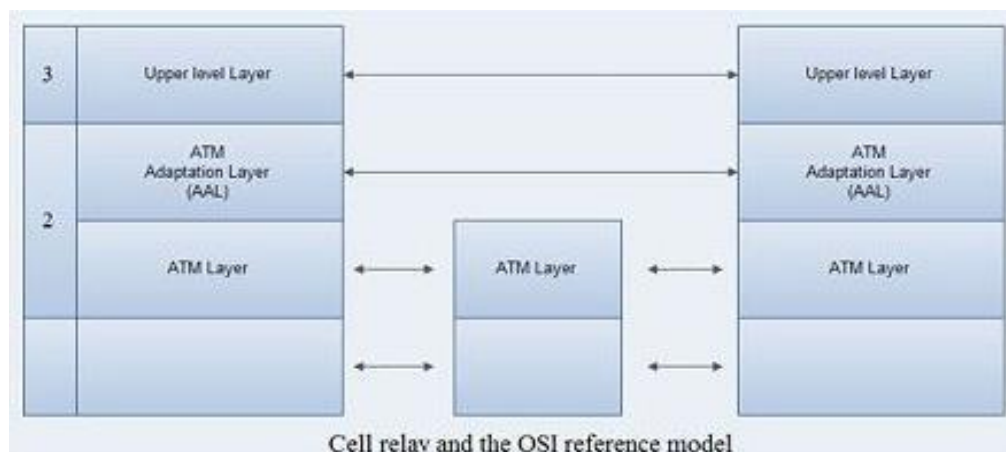 3
Upper level Layer
Upper level Layer
2
ATM
Adaptation Layer
(AAL)
ATM
Adaptation Layer
(AAL)
ATM Layer
ATM Layer
ATM Layer
Cell relay and the OSI reference model